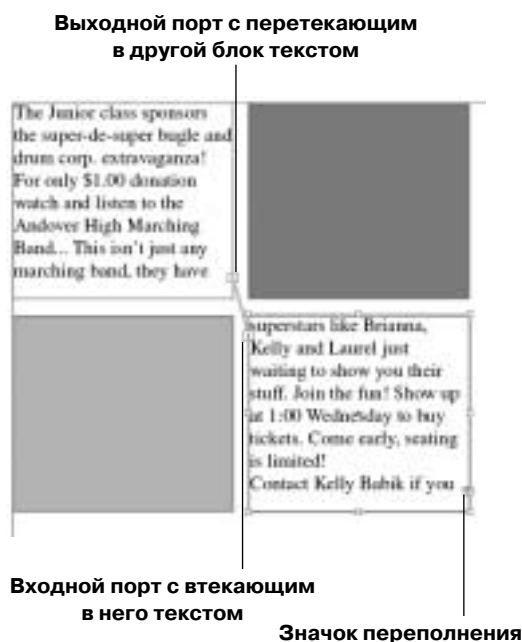 Выходной порт с перетекающим
в другой блок текстом
The Junior class sponsors
the super-de-super bugle and
drum corp. extravaganza!
For only $1.00 donation
watch and listen to the
Andover High Marching
Band... This isn't just any
marching band, they have
superstars like Brianna,
Kelly and Laurel just
waiting to show you their
stuff. Join the fun! Show up
at 1:00 Wednesday to buy
tickets. Come early, seating
is limited!
Contact Kelly Babik if you
Входной порт с втекающим
в него текстом
Значок переполнения